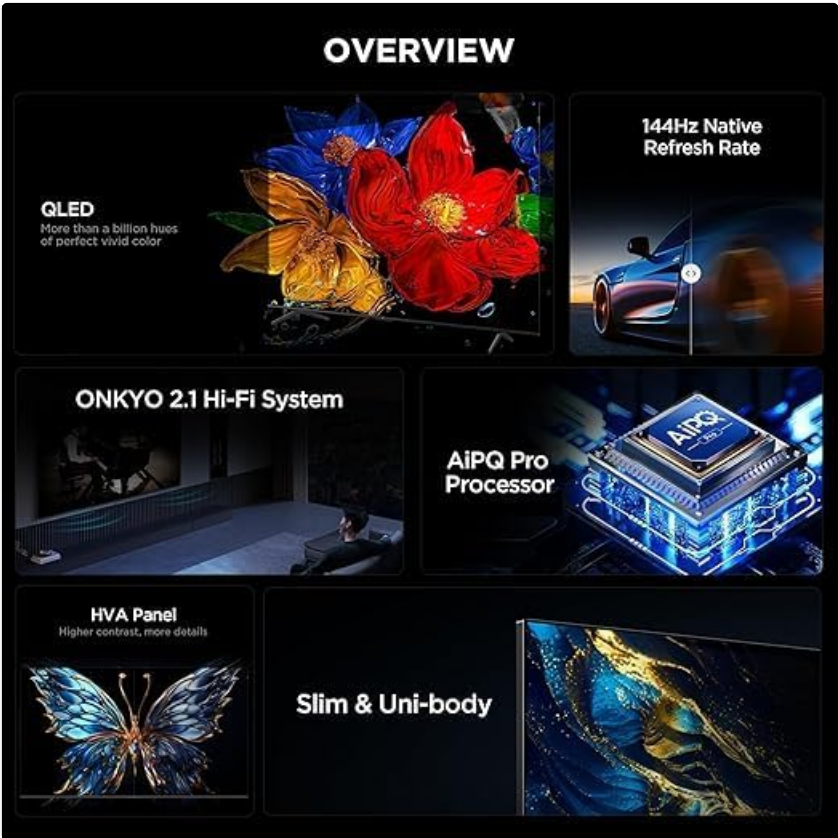 OVERVIEW
QLED
More than a billion hues
of perfect vivid color
144Hz Native
Refresh Rate
ONKYO 2.1 Hi-Fi System
AiPQ Pro
Processor
AiPQ
Pro
HVA Panel
Higher contrast, more details
Slim & Uni-body